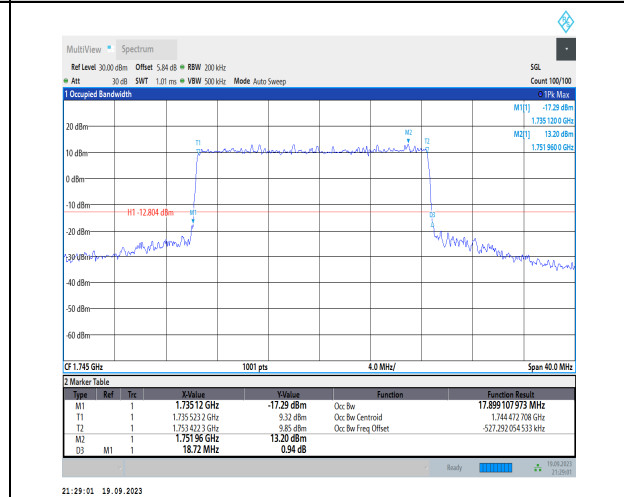 MultiView Spectrum
Ref Level 30.00 dBm Offset 5.84 dB RBW 200 kHz SGL
Att 30 dB SWT 1.01 ms VBW 500 kHz Mode Auto Sweep Count 100/100
1 Occupied Bandwidth 1Pk Max
M1[1] -17.29 dBm
1.735 120 0 GHz
M2[1] 13.20 dBm
1.751 960 0 GHz
20 dBm
M2
T1
T2
10 dBm
0 dBm
-10 dBm
H1 -12.804 dBm
M1
D3
-20 dBm
-30 dBm
-40 dBm
-50 dBm
-60 dBm
CF 1.745 GHz 1001 pts 4.0 MHz/ Span 40.0 MHz
2 Marker Table
Type Ref Trc X-Value Y-Value Function Function Result
M1 1 1.735 12 GHz -17.29 dBm Occ Bw 17.899 107 973 MHz
T1 1 1.735 523 2 GHz 9.32 dBm Occ Bw Centroid 1.744 472 708 GHz
T2 1 1.753 422 3 GHz 9.85 dBm Occ Bw Freq Offset -527.292 054 533 kHz
M2 1 1.751 96 GHz 13.20 dBm
D3 M1 1 18.72 MHz 0.94 dB
Ready 19.09.2023
21:29:01
21:29:01 19.09.2023